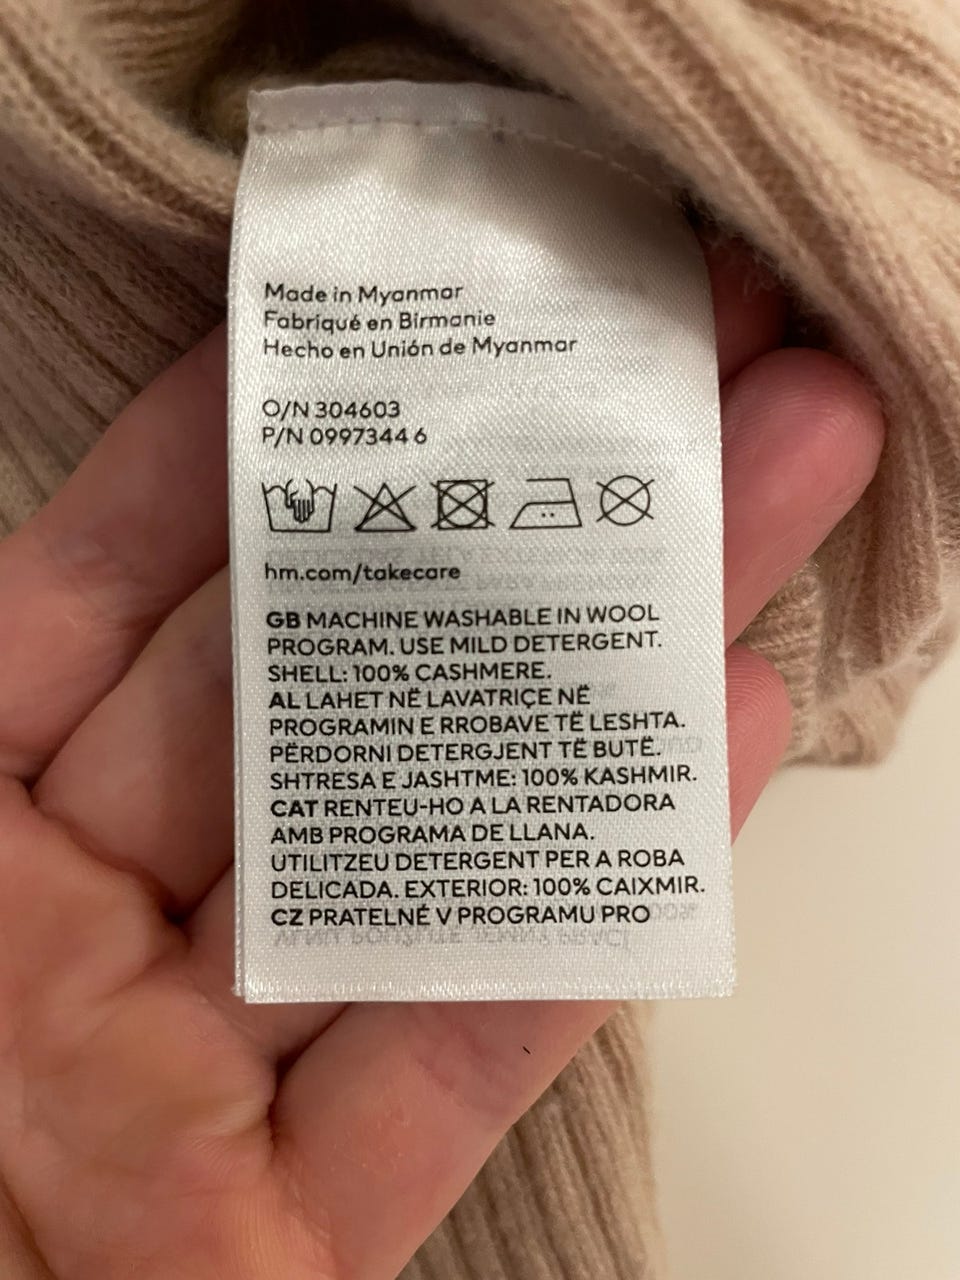 Made in Myanmar
Fabriqué en Birmanie
Hecho en Unión de Myanmar
O/N 304603
P/N 0997344 6
hm.com/takecare
GB MACHINE WASHABLE IN WOOL
PROGRAM. USE MILD DETERGENT.
SHELL: 100% CASHMERE.
AL LAHET NË LAVATRIÇE NË
PROGRAMIN E RROBAVE TË LESHTA.
PËRDORNI DETERGJENT TË BUTË.
SHTRESA E JASHTME: 100% KASHMIR.
CAT RENTEU-HO A LA RENTADORA
AMB PROGRAMA DE LLANA.
UTILITZEU DETERGENT PER A ROBA
DELICADA. EXTERIOR: 100% CAIXMIR.
CZ PRATELNÉ V PROGRAMU PRO